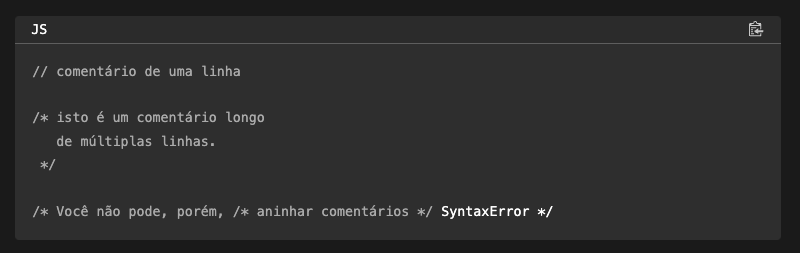 JS
// comentário de uma linha
/* isto é um comentário longo
de múltiplas linhas.
*/
/* Você não pode, porém, /* aninhar comentários */ SyntaxError */